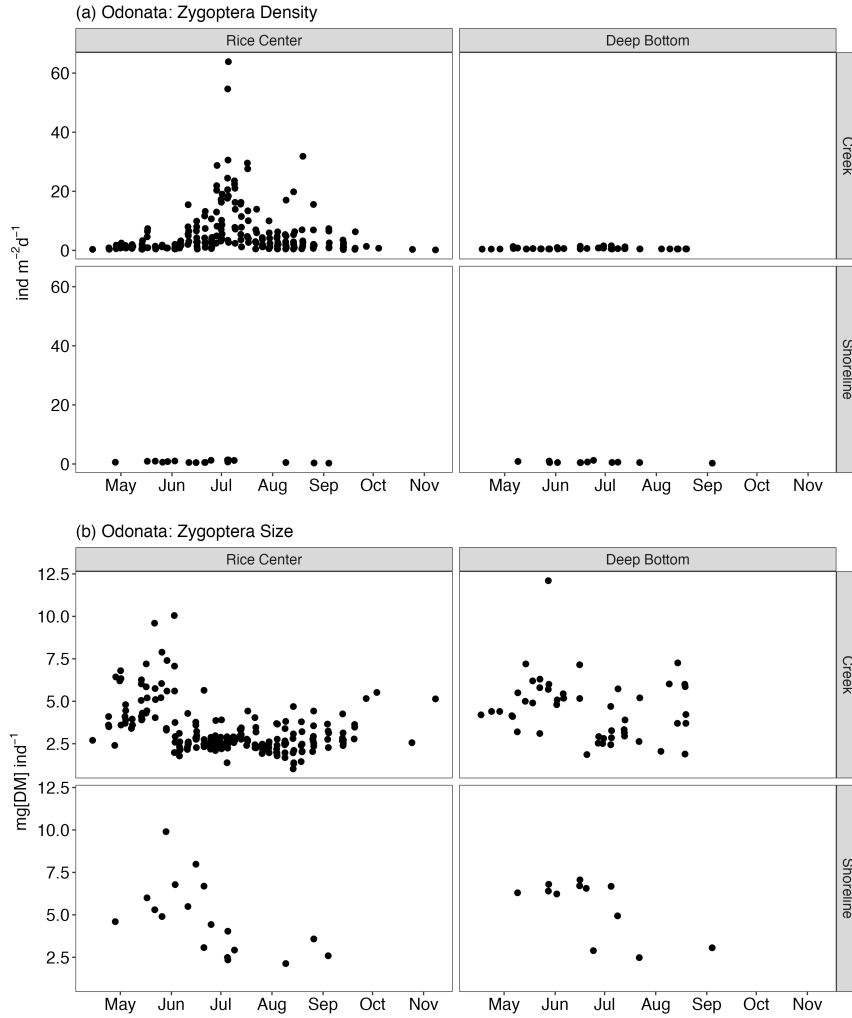 (a) Odonata: Zygoptera Density
Rice Center Deep Bottom
60
40
20
0
Creek
ind m⁻²d⁻¹
60
40
20
0
Shoreline
May Jun Jul Aug Sep Oct Nov May Jun Jul Aug Sep Oct Nov
(b) Odonata: Zygoptera Size
Rice Center Deep Bottom
12.5
10.0
7.5
5.0
2.5
Creek
mg[DM] ind⁻¹
12.5
10.0
7.5
5.0
2.5
Shoreline
May Jun Jul Aug Sep Oct Nov May Jun Jul Aug Sep Oct Nov